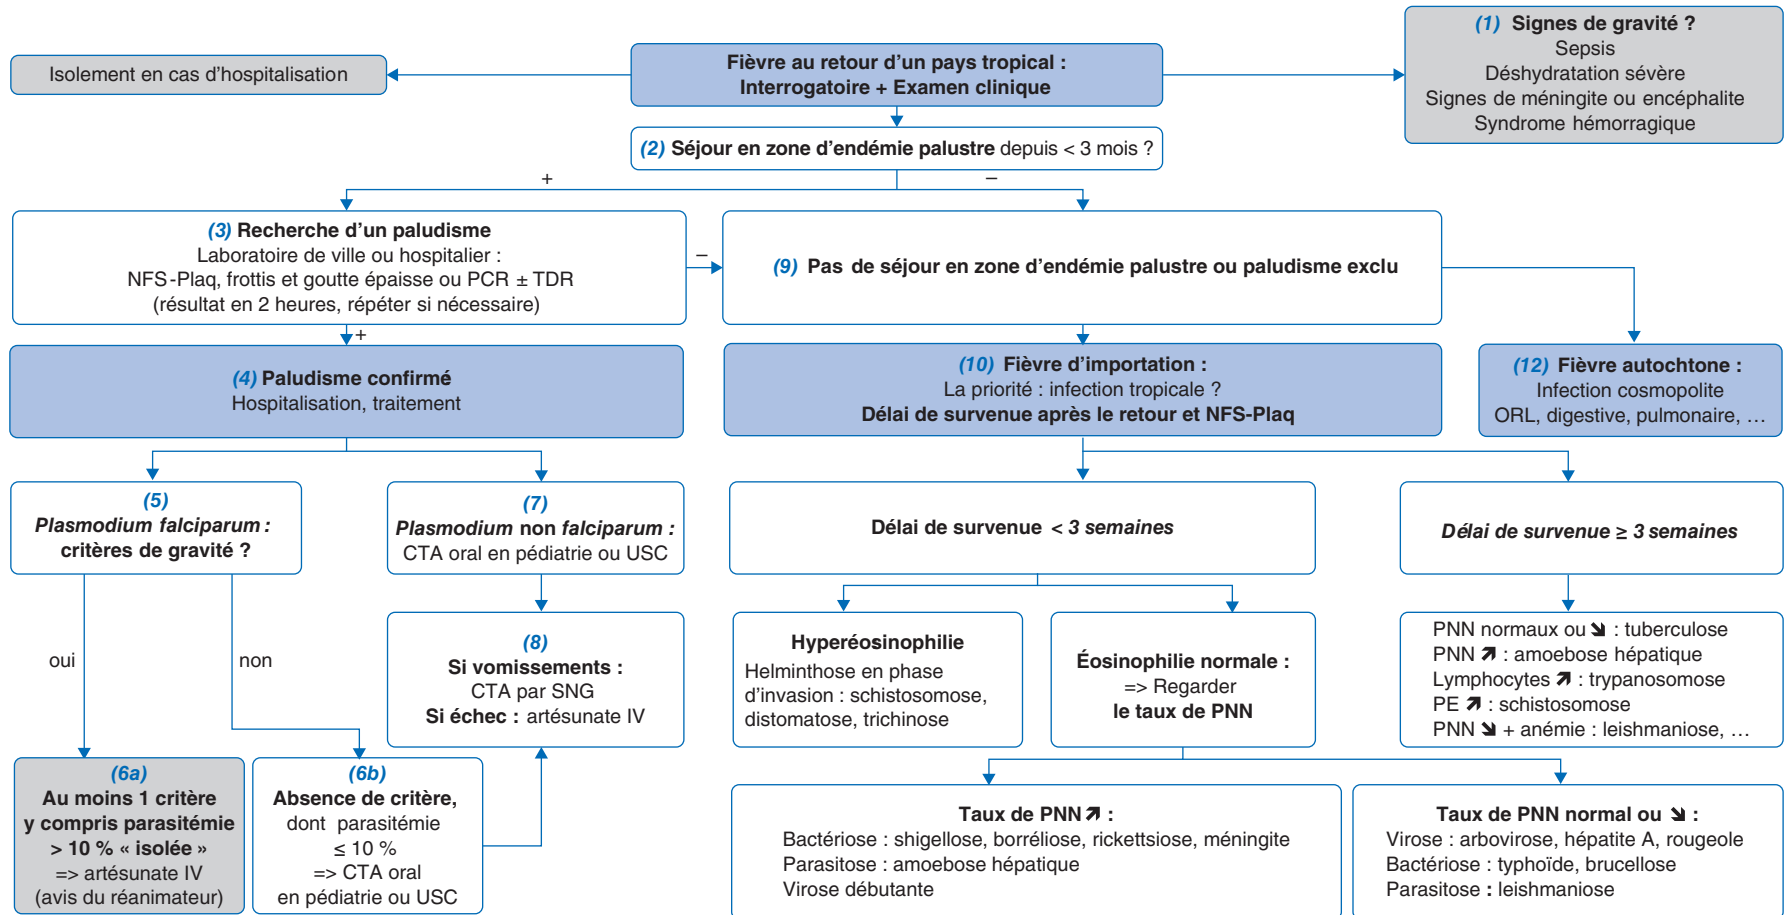 Isolement en cas d'hospitalisation
Fièvre au retour d'un pays tropical :
Interrogatoire + Examen clinique
(1) Signes de gravité ?
Sepsis
Déshydratation sévère
Signes de méningite ou encéphalite
Syndrome hémorragique
(2) Séjour en zone d'endémie palustre depuis < 3 mois ?
+
–
(3) Recherche d'un paludisme
Laboratoire de ville ou hospitalier :
NFS-Plaq, frottis et goutte épaisse ou PCR ± TDR
(résultat en 2 heures, répéter si nécessaire)
–
(9) Pas de séjour en zone d'endémie palustre ou paludisme exclu
+
(4) Paludisme confirmé
Hospitalisation, traitement
(10) Fièvre d'importation :
La priorité : infection tropicale ?
Délai de survenue après le retour et NFS-Plaq
(12) Fièvre autochtone :
Infection cosmopolite
ORL, digestive, pulmonaire, …
(5)
Plasmodium falciparum :
critères de gravité ?
(7)
Plasmodium non falciparum :
CTA oral en pédiatrie ou USC
Délai de survenue < 3 semaines
Délai de survenue ≥ 3 semaines
oui
non
(8)
Si vomissements :
CTA par SNG
Si échec : artésunate IV
Hyperéosinophilie
Helminthose en phase
d'invasion : schistosomose,
distomatose, trichinose
Éosinophilie normale :
=> Regarder
le taux de PNN
PNN normaux ou ↘ : tuberculose
PNN ↗ : amoebose hépatique
Lymphocytes ↗ : trypanosomose
PE ↗ : schistosomose
PNN ↘ + anémie : leishmaniose, …
(6a)
Au moins 1 critère
y compris parasitémie
> 10 % « isolée »
=> artésunate IV
(avis du réanimateur)
(6b)
Absence de critère,
dont parasitémie
≤ 10 %
=> CTA oral
en pédiatrie ou USC
Taux de PNN ↗ :
Bactériose : shigellose, borréliose, rickettsiose, méningite
Parasitose : amoebose hépatique
Virose débutante
Taux de PNN normal ou ↘ :
Virose : arbovirose, hépatite A, rougeole
Bactériose : typhoïde, brucellose
Parasitose : leishmaniose